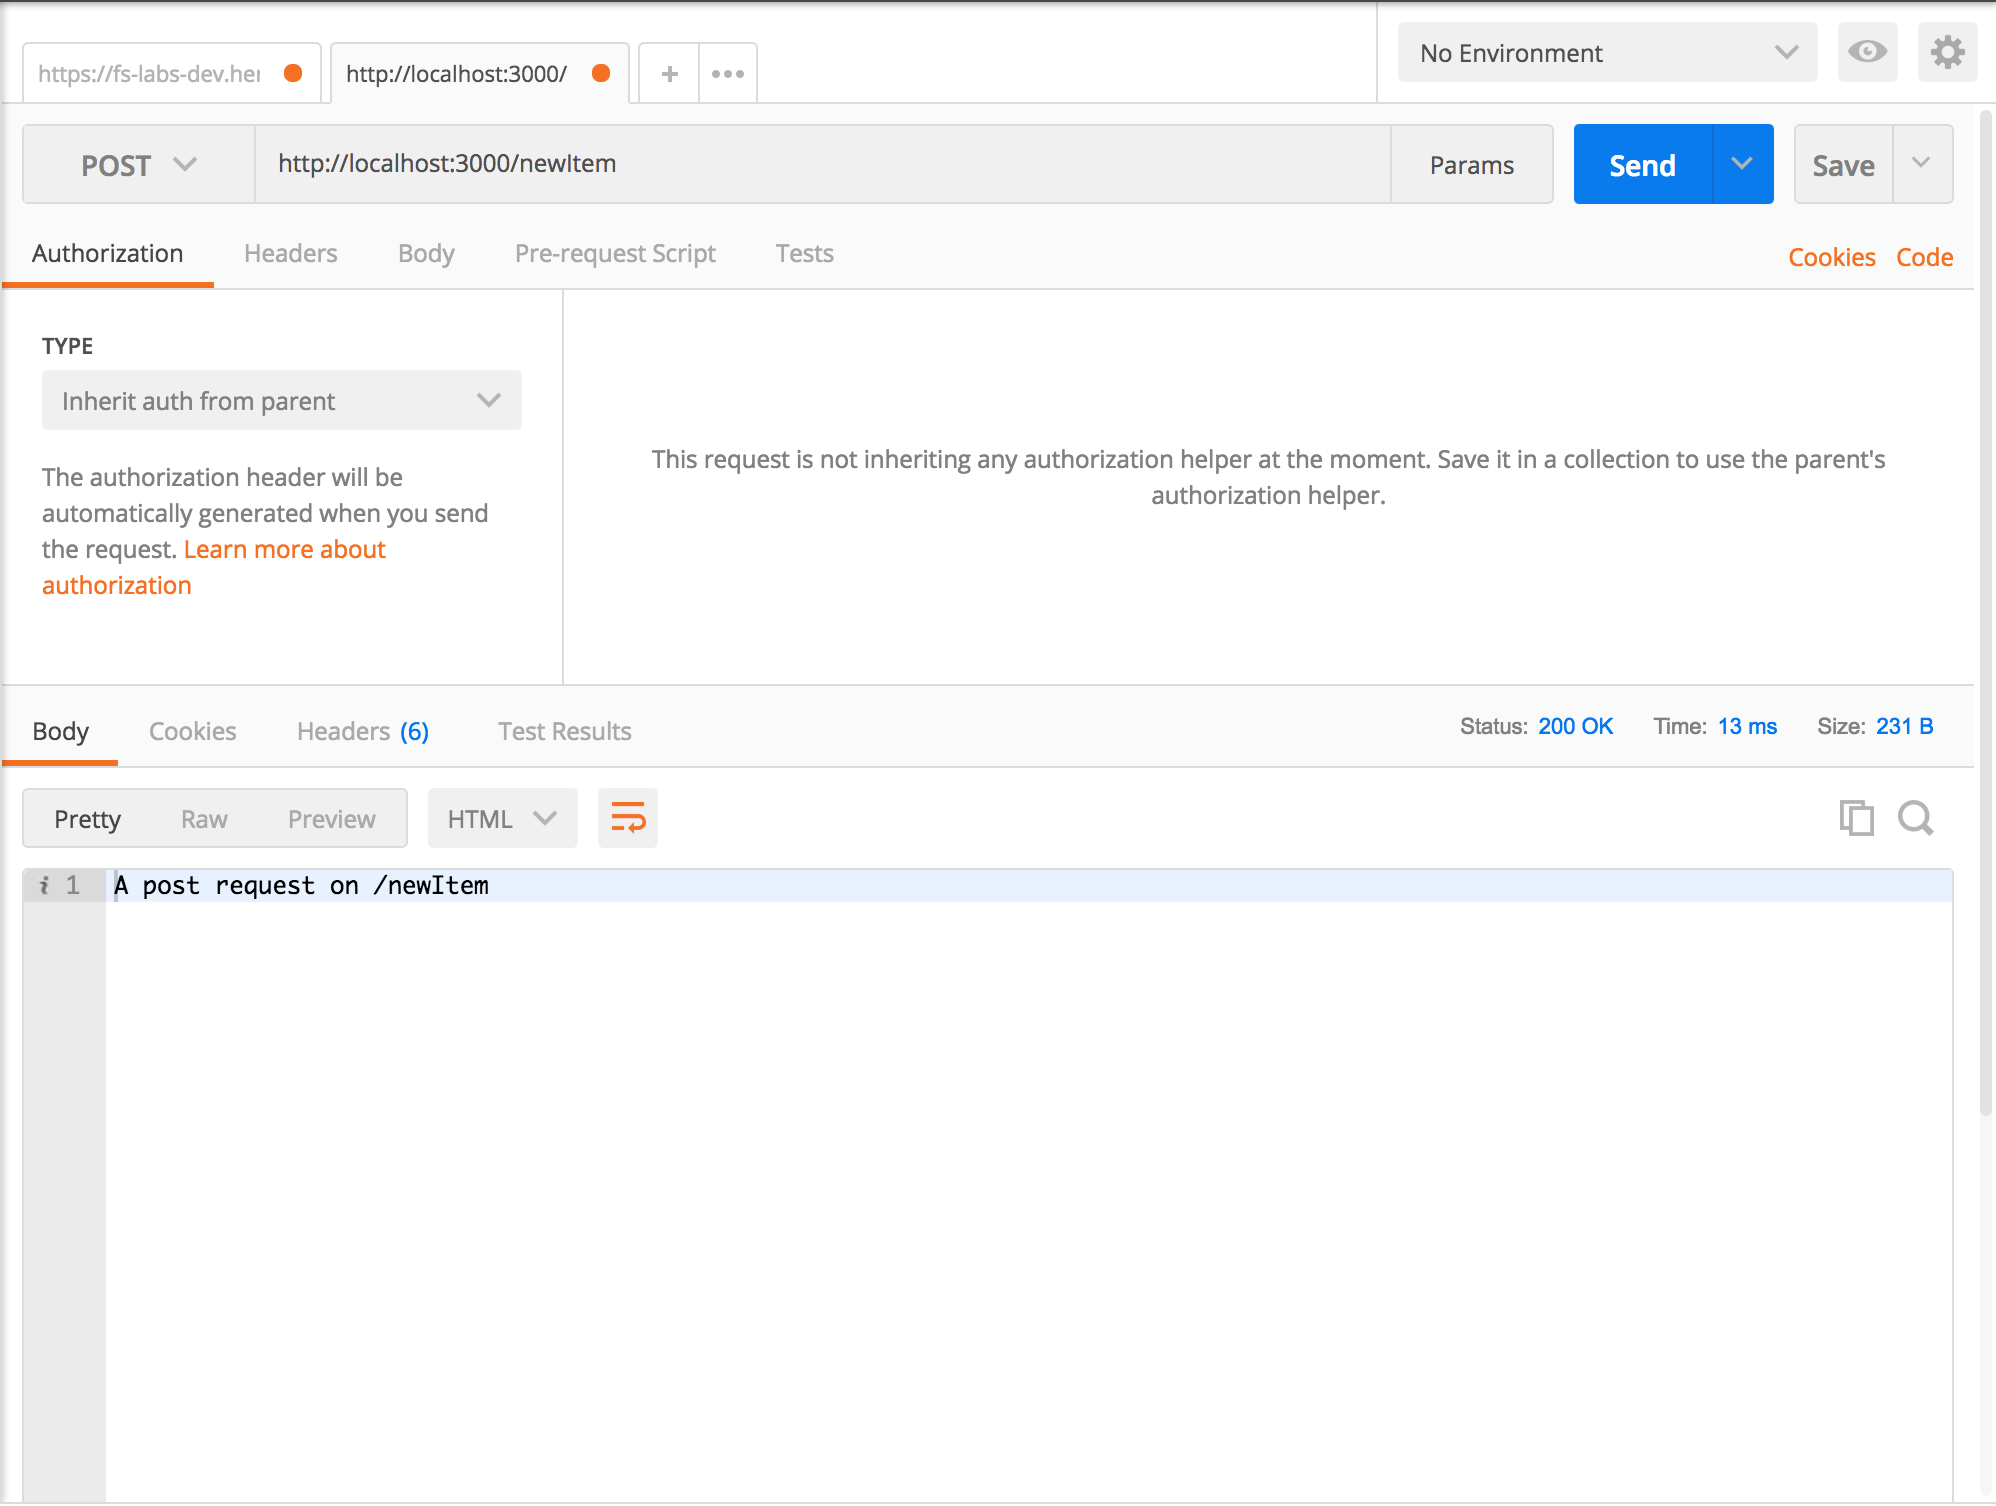 https://fs-labs-dev.her
http://localhost:3000/
No Environment
POST
http://localhost:3000/newItem
Params
Send
Save
Authorization
Headers
Body
Pre-request Script
Tests
Cookies
Code
TYPE
Inherit auth from parent
The authorization header will be
automatically generated when you send
the request. Learn more about
authorization
This request is not inheriting any authorization helper at the moment. Save it in a collection to use the parent's
authorization helper.
Body
Cookies
Headers (6)
Test Results
Status: 200 OK
Time: 13 ms
Size: 231 B
Pretty
Raw
Preview
HTML
i 1
A post request on /newItem